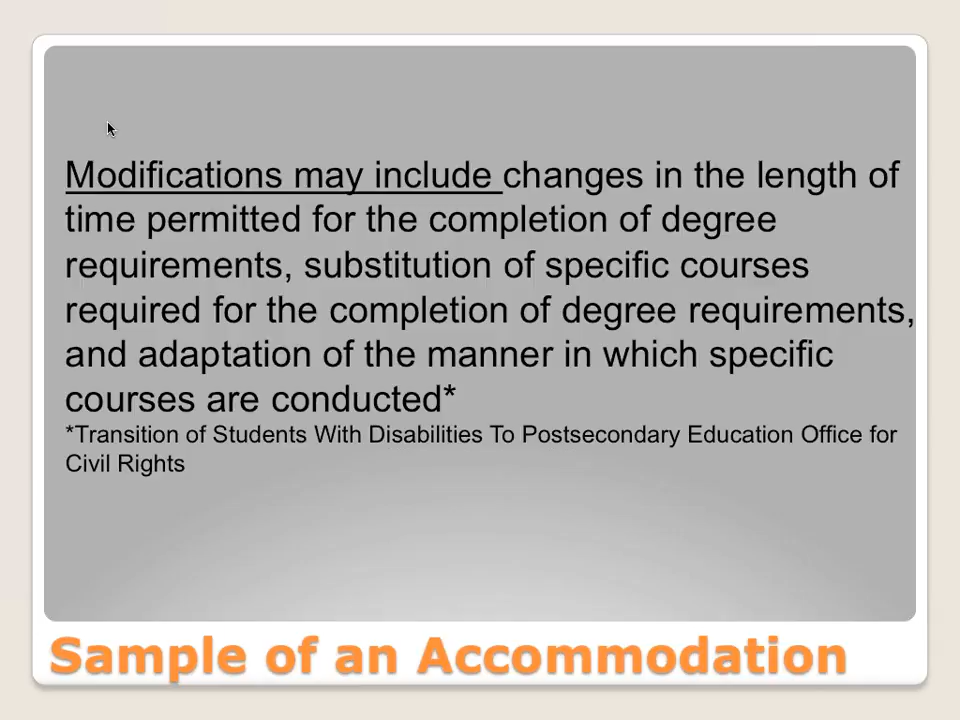 Modifications may include changes in the length of
time permitted for the completion of degree
requirements, substitution of specific courses
required for the completion of degree requirements,
and adaptation of the manner in which specific
courses are conducted*
*Transition of Students With Disabilities To Postsecondary Education Office for
Civil Rights
Sample of an Accommodation